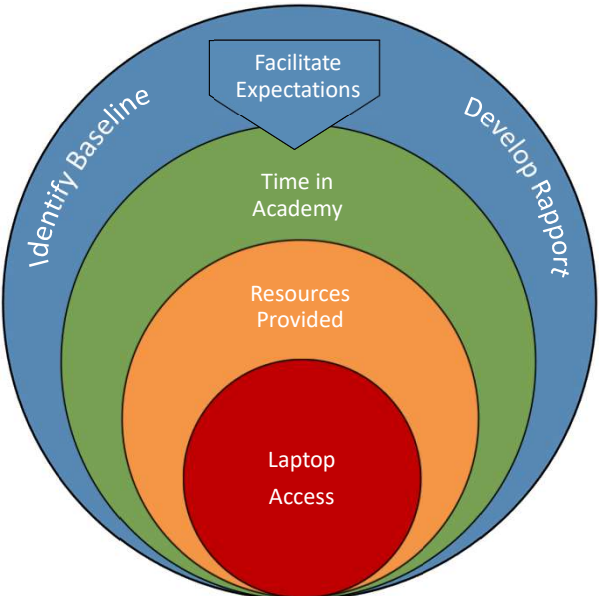 Facilitate
Expectations
Identify Baseline
Develop Rapport
Time in
Academy
Resources
Provided
Laptop
Access